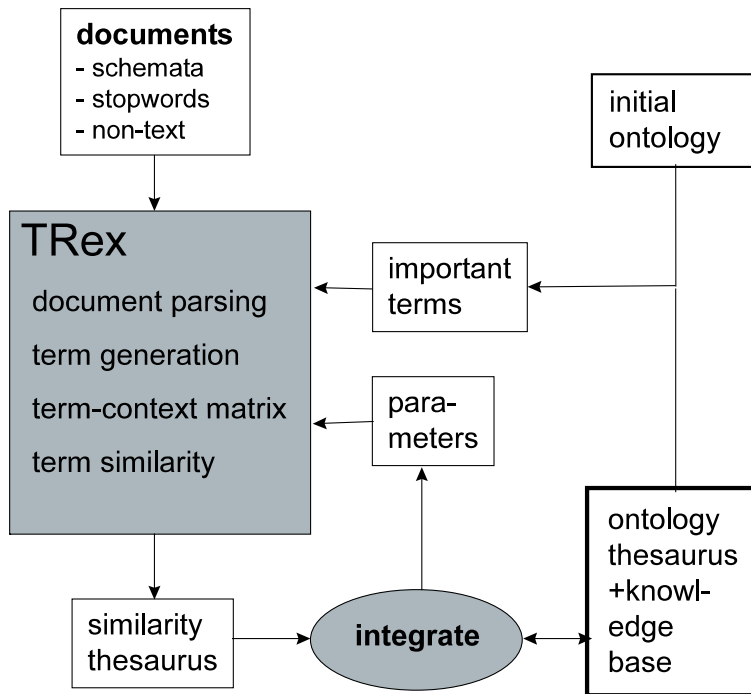 documents
- schemata
- stopwords
- non-text
initial
ontology
TRex
document parsing
term generation
term-context matrix
term similarity
important
terms
para-
meters
similarity
thesaurus
integrate
ontology
thesaurus
+knowl-
edge
base